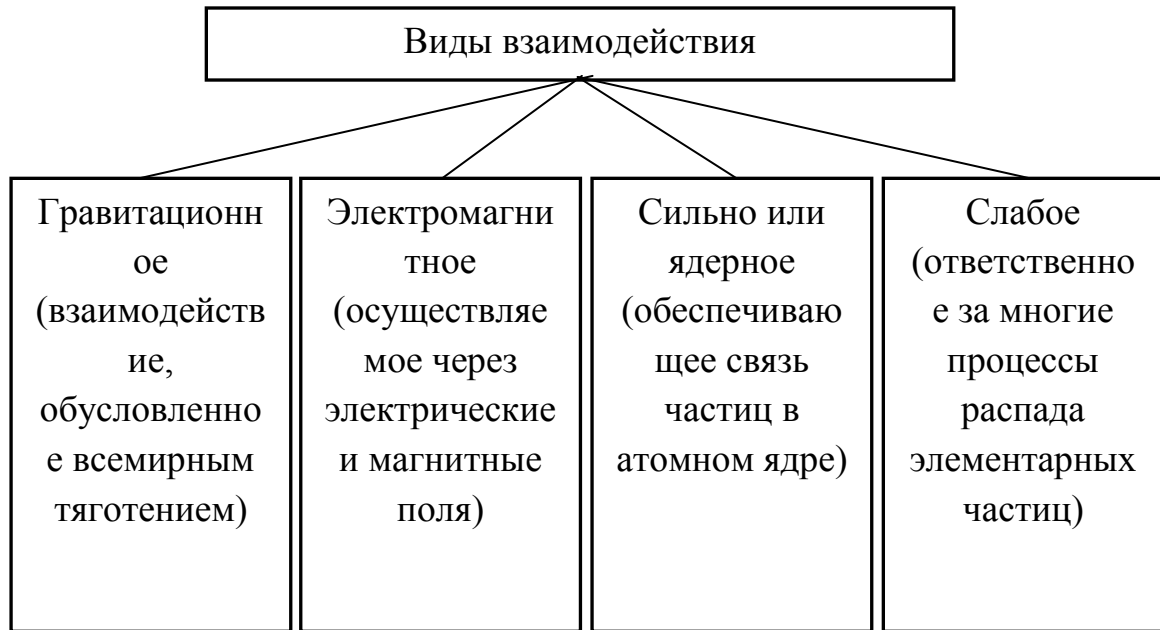 Виды взаимодействия
Гравитационн
ое
(взаимодейств
ие,
обусловленно
е всемирным
тяготением)
Электромагни
тное
(осуществляе
мое через
электрические
и магнитные
поля)
Сильно или
ядерное
(обеспечиваю
щее связь
частиц в
атомном ядре)
Слабое
(ответственно
е за многие
процессы
распада
элементарных
частиц)